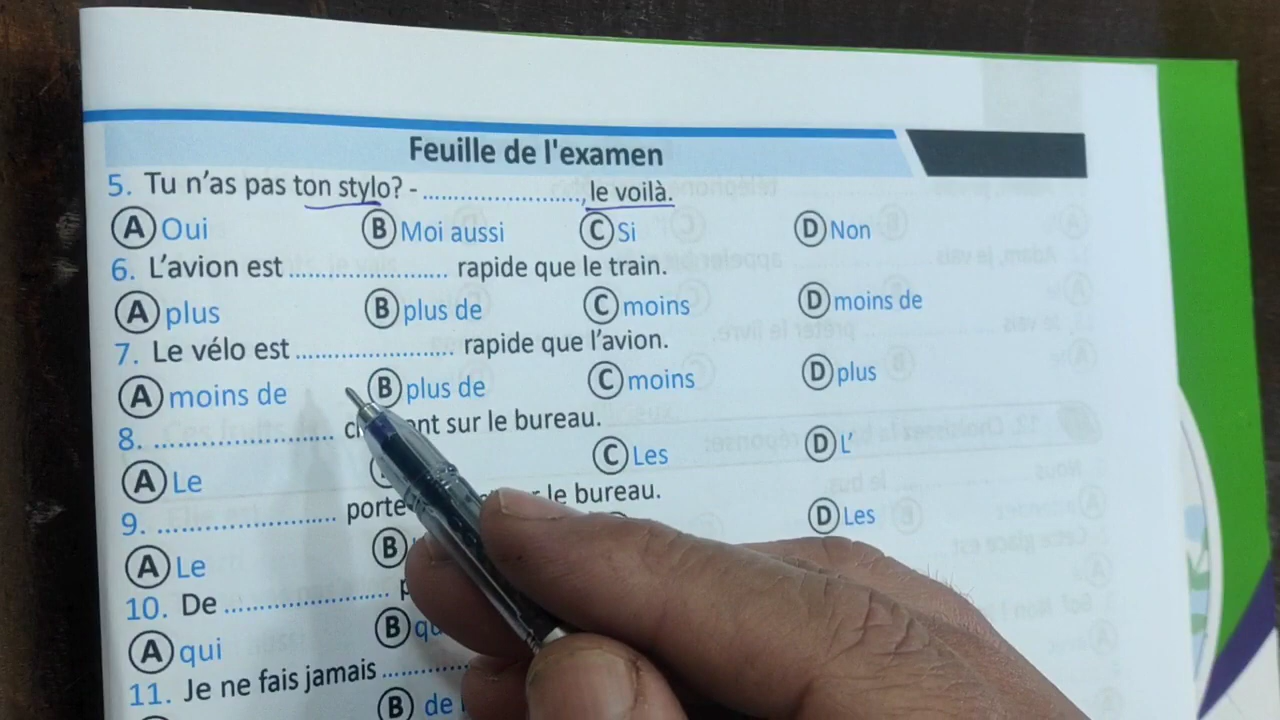 Feuille de l'examen
5. Tu n'as pas ton stylo? - ............................, le voilà.
A Oui B Moi aussi C Si D Non
6. L'avion est ............................ rapide que le train.
A plus B plus de C moins D moins de
7. Le vélo est ............................ rapide que l'avion.
A moins de B plus de C moins D plus
8. ............................ sur le bureau.
A Le C Les D L'
9. ............................ le bureau.
A Le B D Les
10. De ............................
A qui B
11. Je ne fais jamais ..............
B de